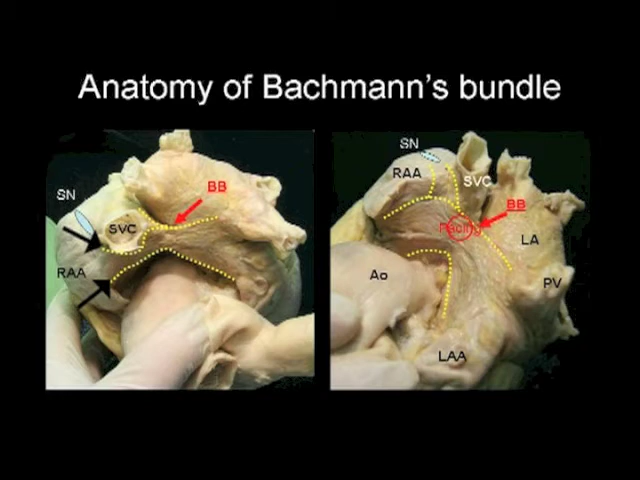 Anatomy of Bachmann's bundle
SN
BB
SVC
RAA
SN
RAA
SVC
BB
Pacing
LA
Ao
PV
LAA